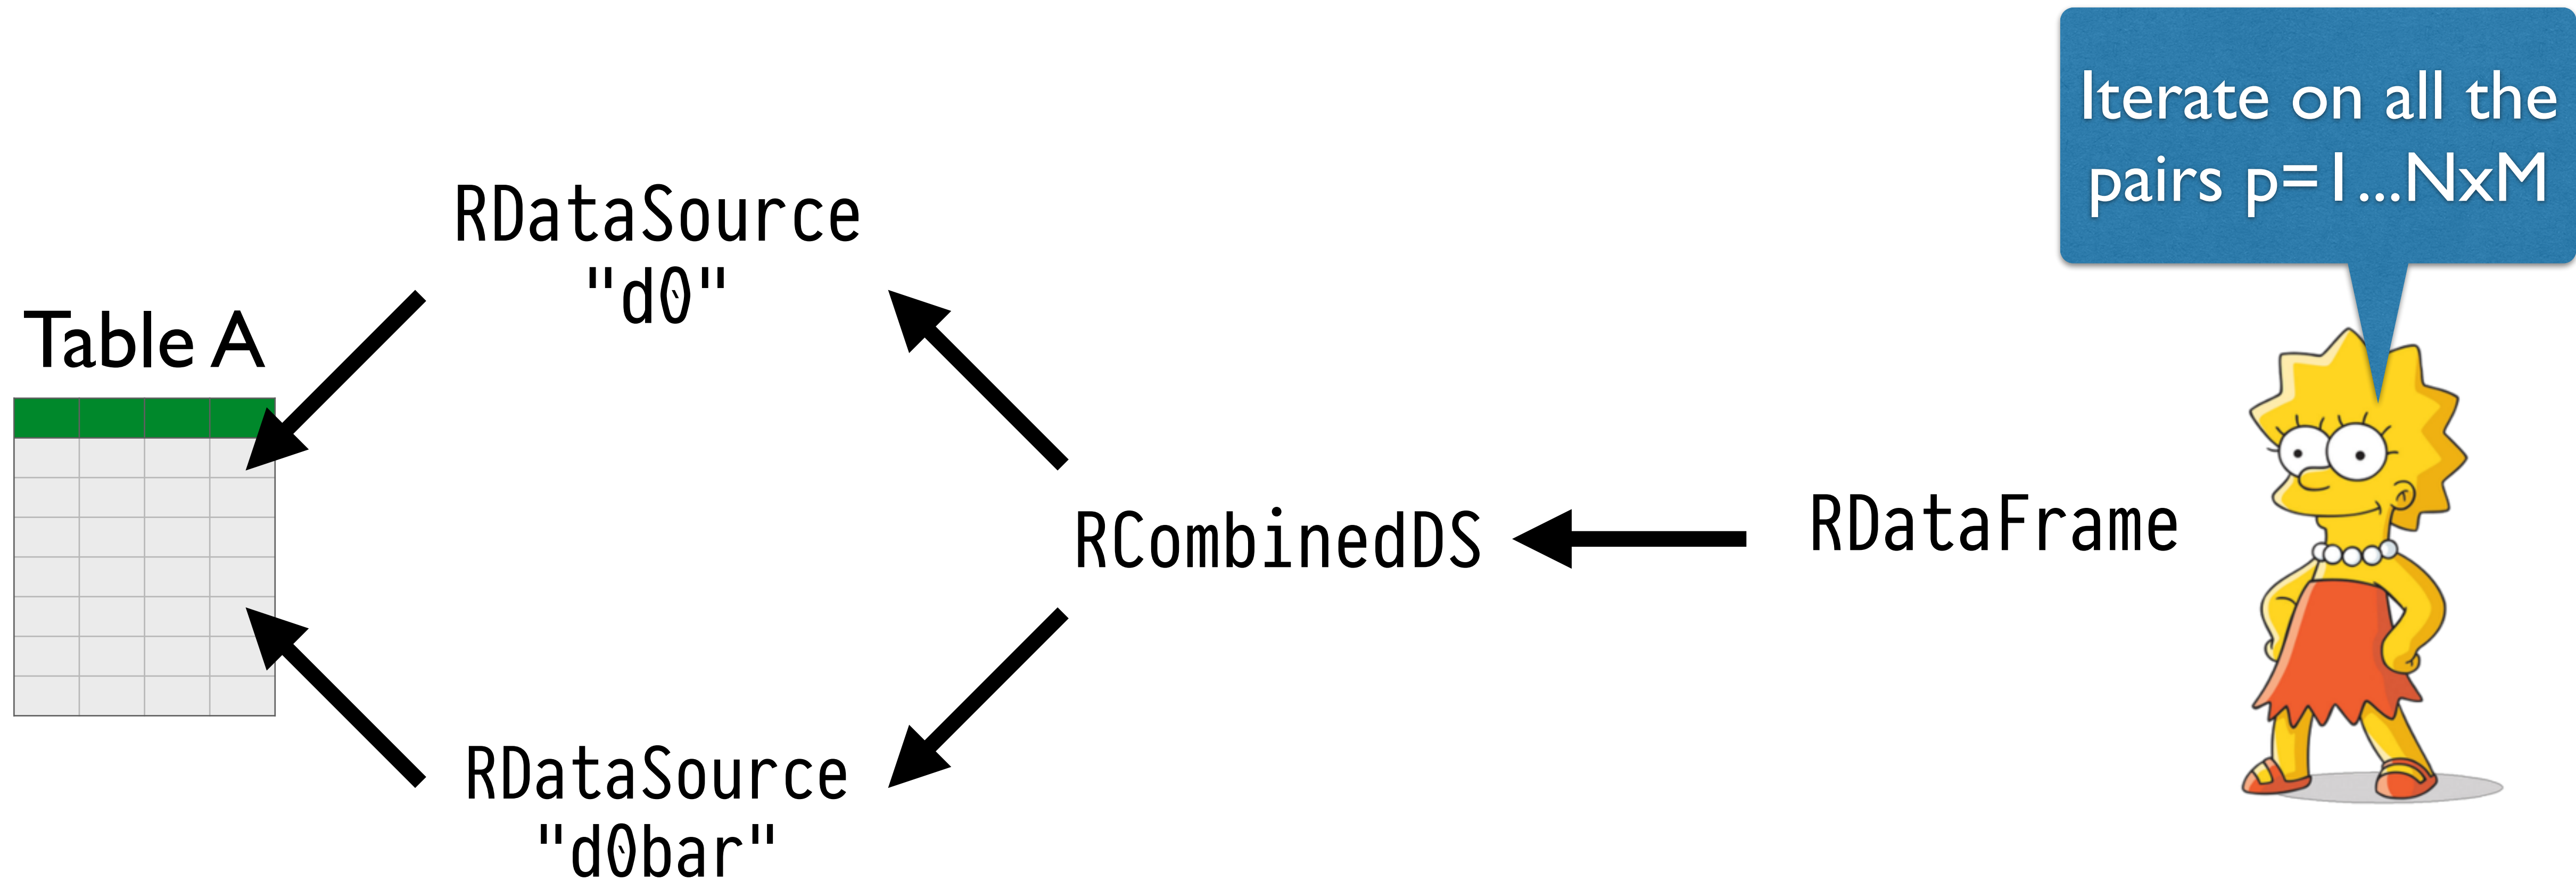 Iterate on all the
pairs p=1...NxM
RDataSource
"d0"
Table A
RCombinedDS
RDataFrame
RDataSource
"d0bar"